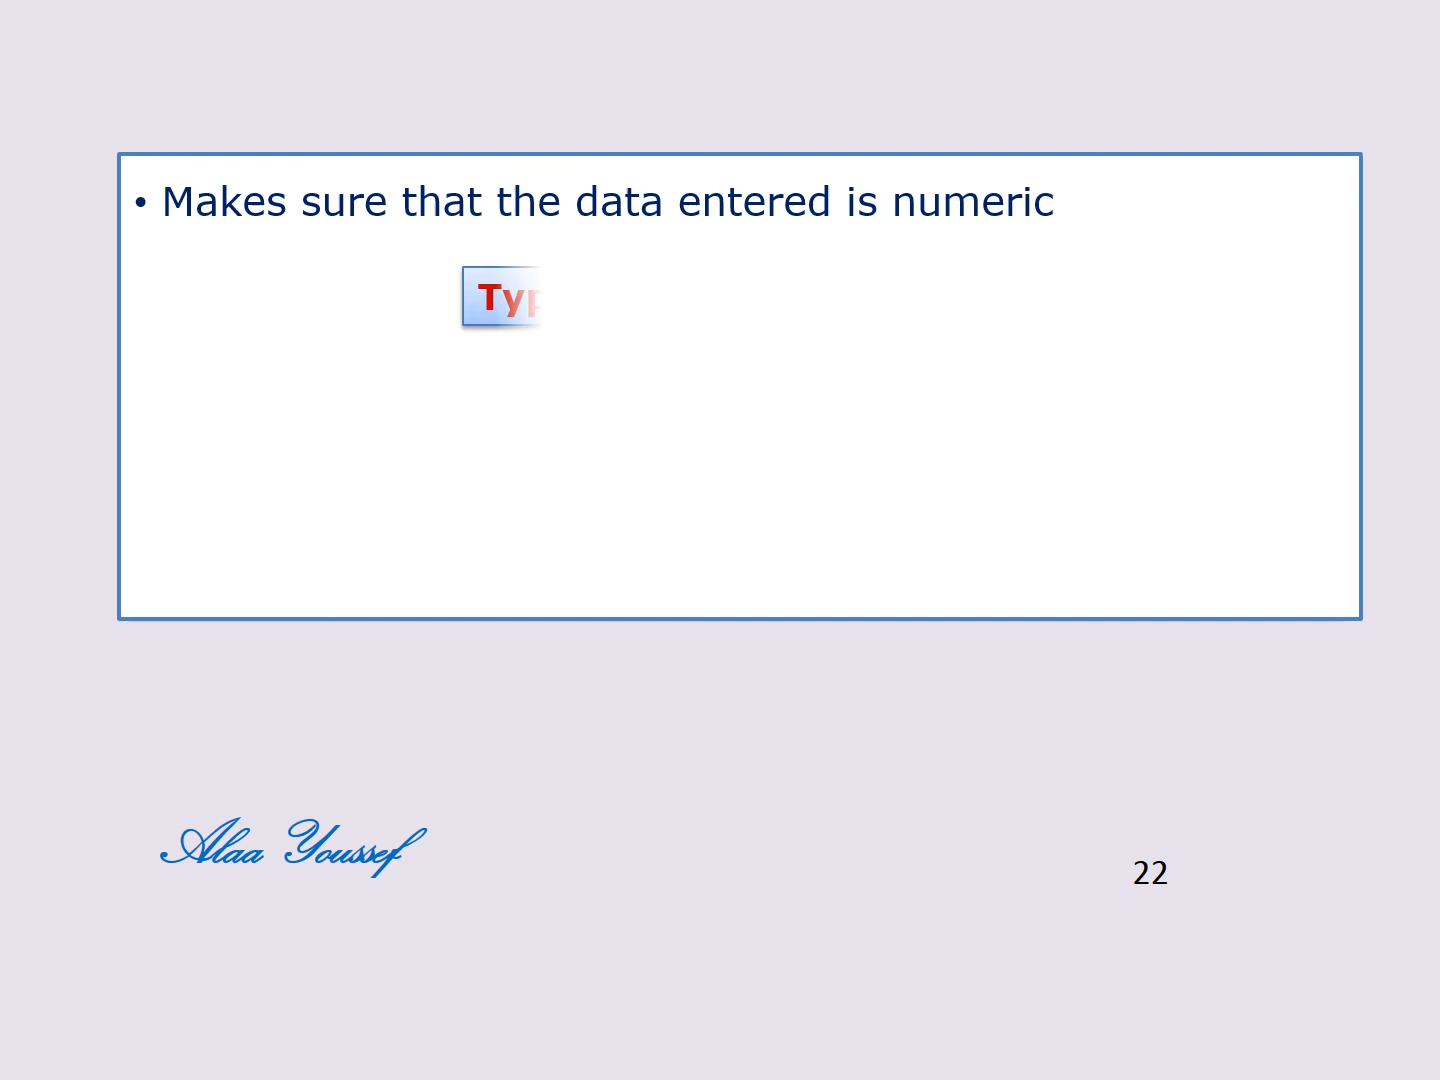 • Makes sure that the data entered is numeric
Typ
Alaa Youssef
22